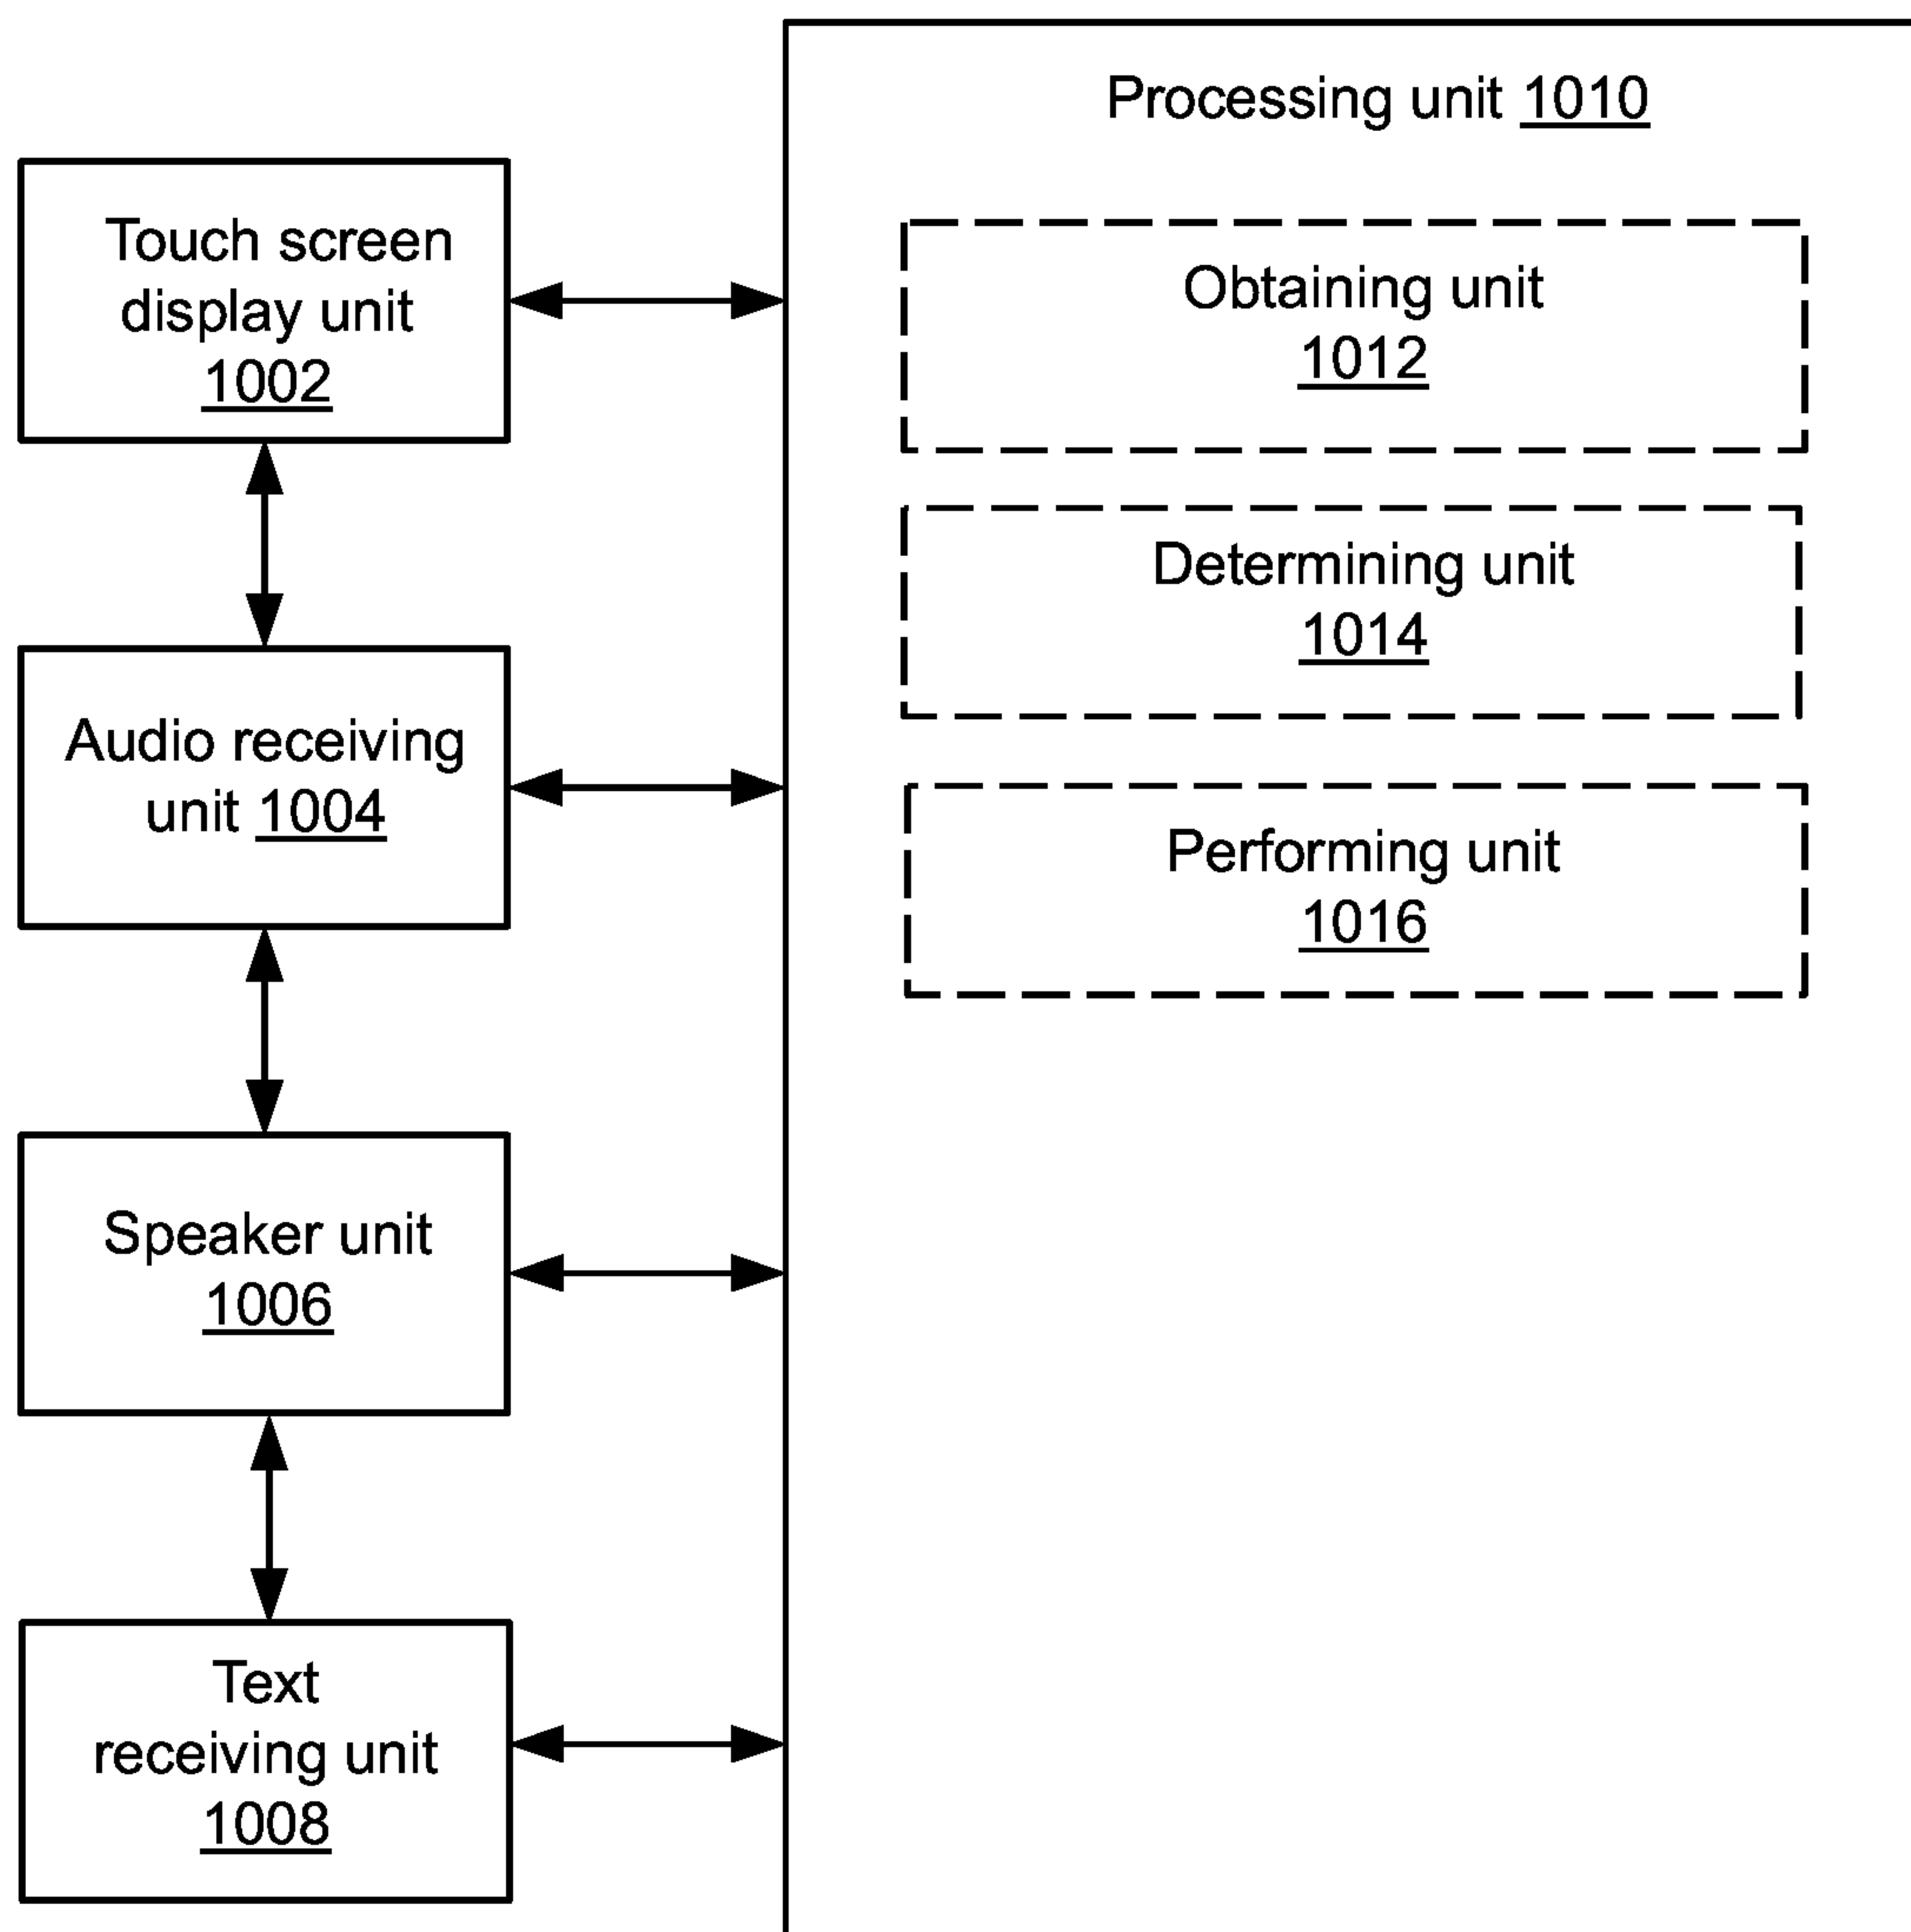 Processing unit 1010
Touch screen
display unit
1002
Obtaining unit
1012
Determining unit
1014
Audio receiving
unit 1004
Performing unit
1016
Speaker unit
1006
Text
receiving unit
1008